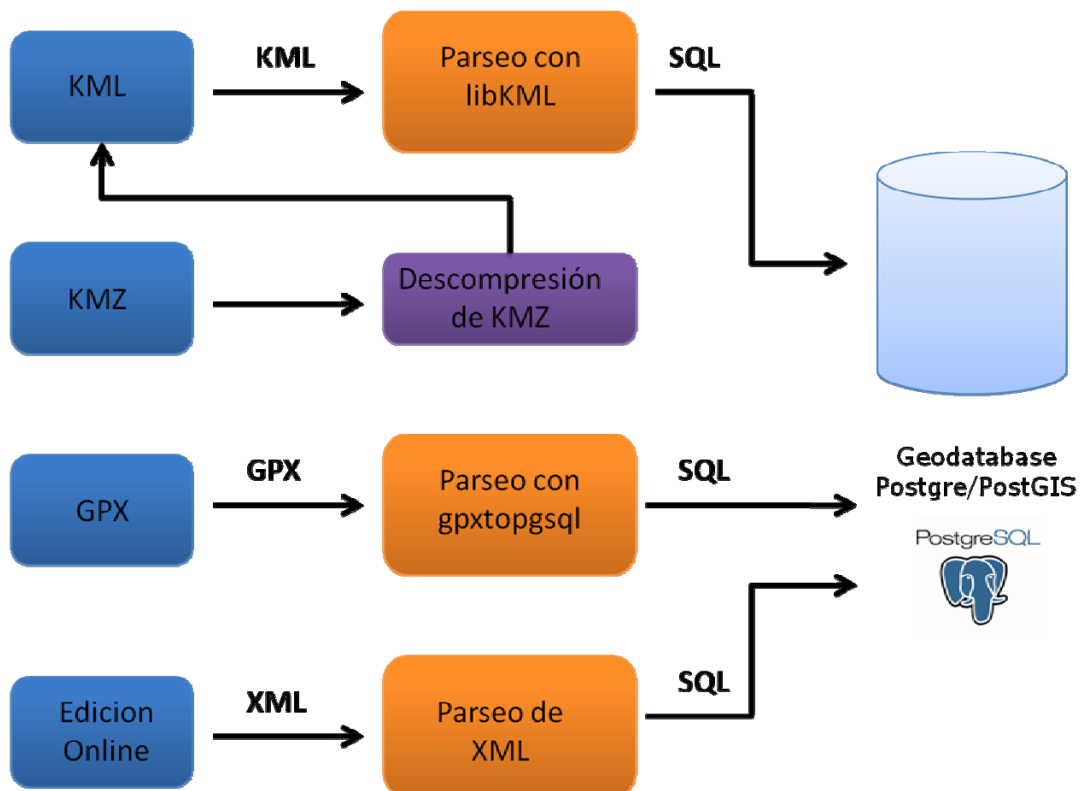 KML
KML
Parseo con
libKML
SQL
KMZ
Descompresión
de KMZ
GPX
GPX
Parseo con
gpxtopgsql
SQL
Geodatabase
Postgre/PostGIS
PostgreSQL
Edicion
Online
XML
Parseo de
XML
SQL